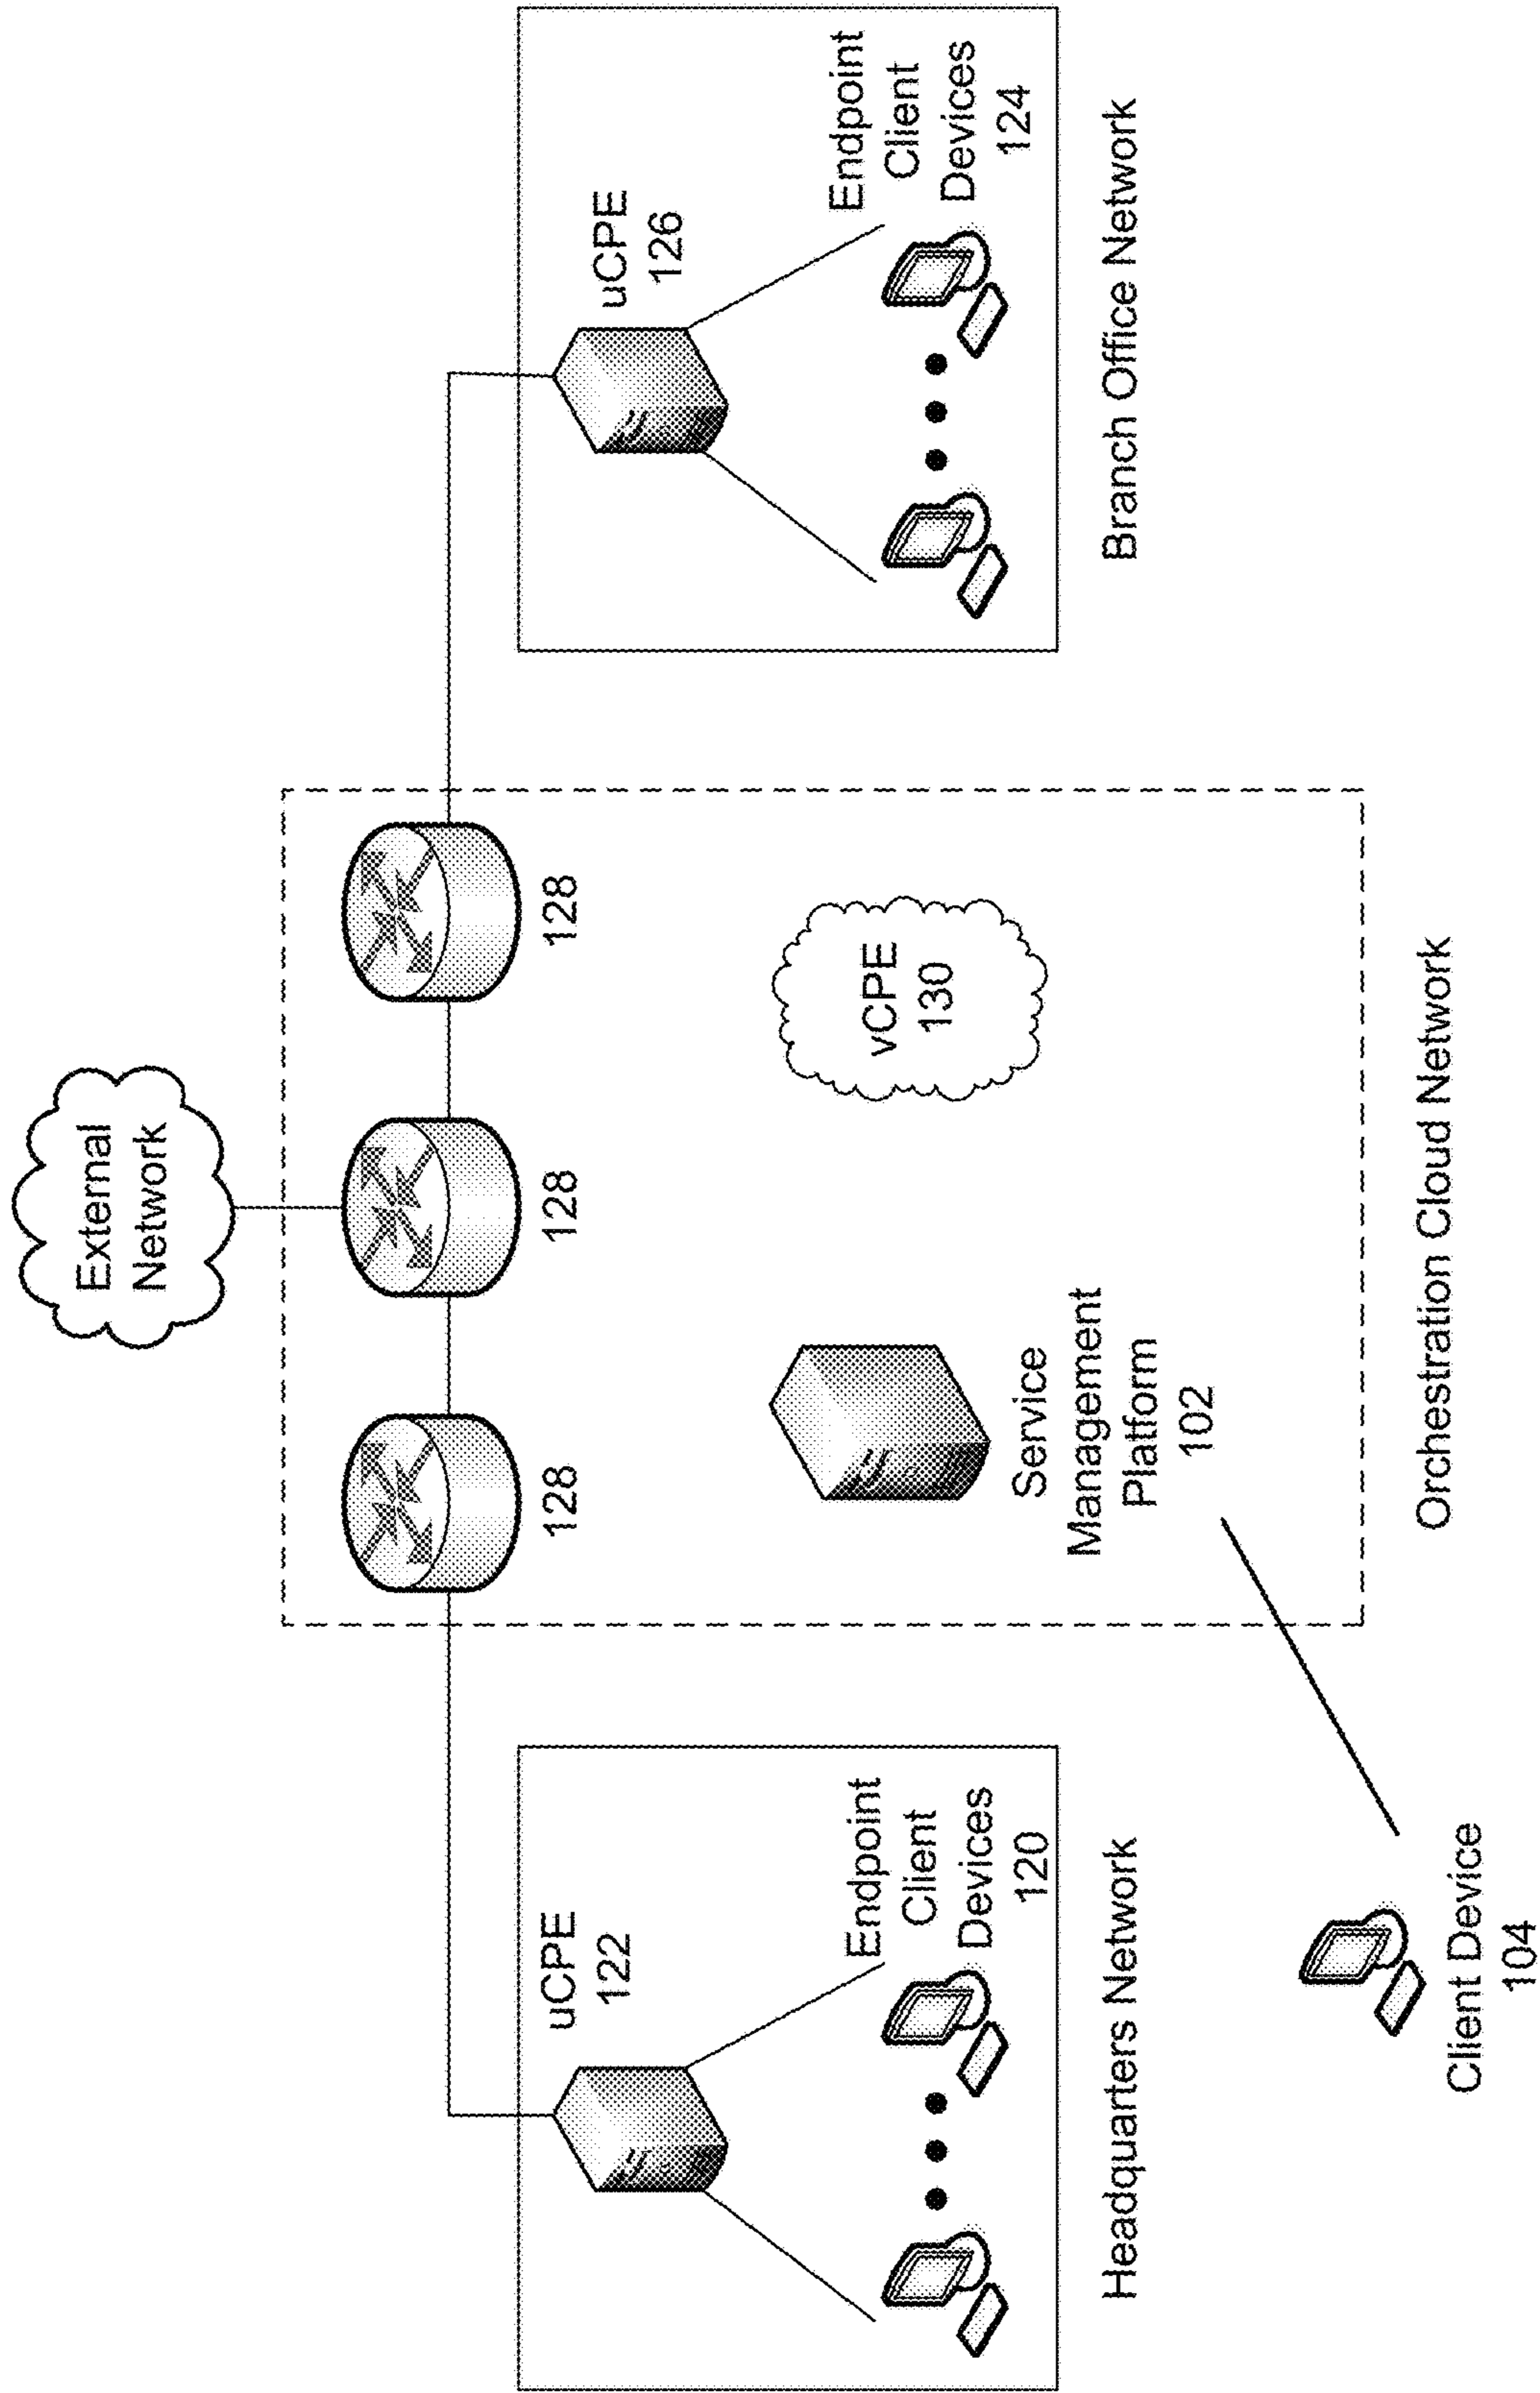 External
Network
128
128
128
uCPE
122
Endpoint
Client
Devices
120
Headquarters Network
Service
Management
Platform
102
vCPE
130
Orchestration Cloud Network
uCPE
126
Endpoint
Client
Devices
124
Branch Office Network
Client Device
104